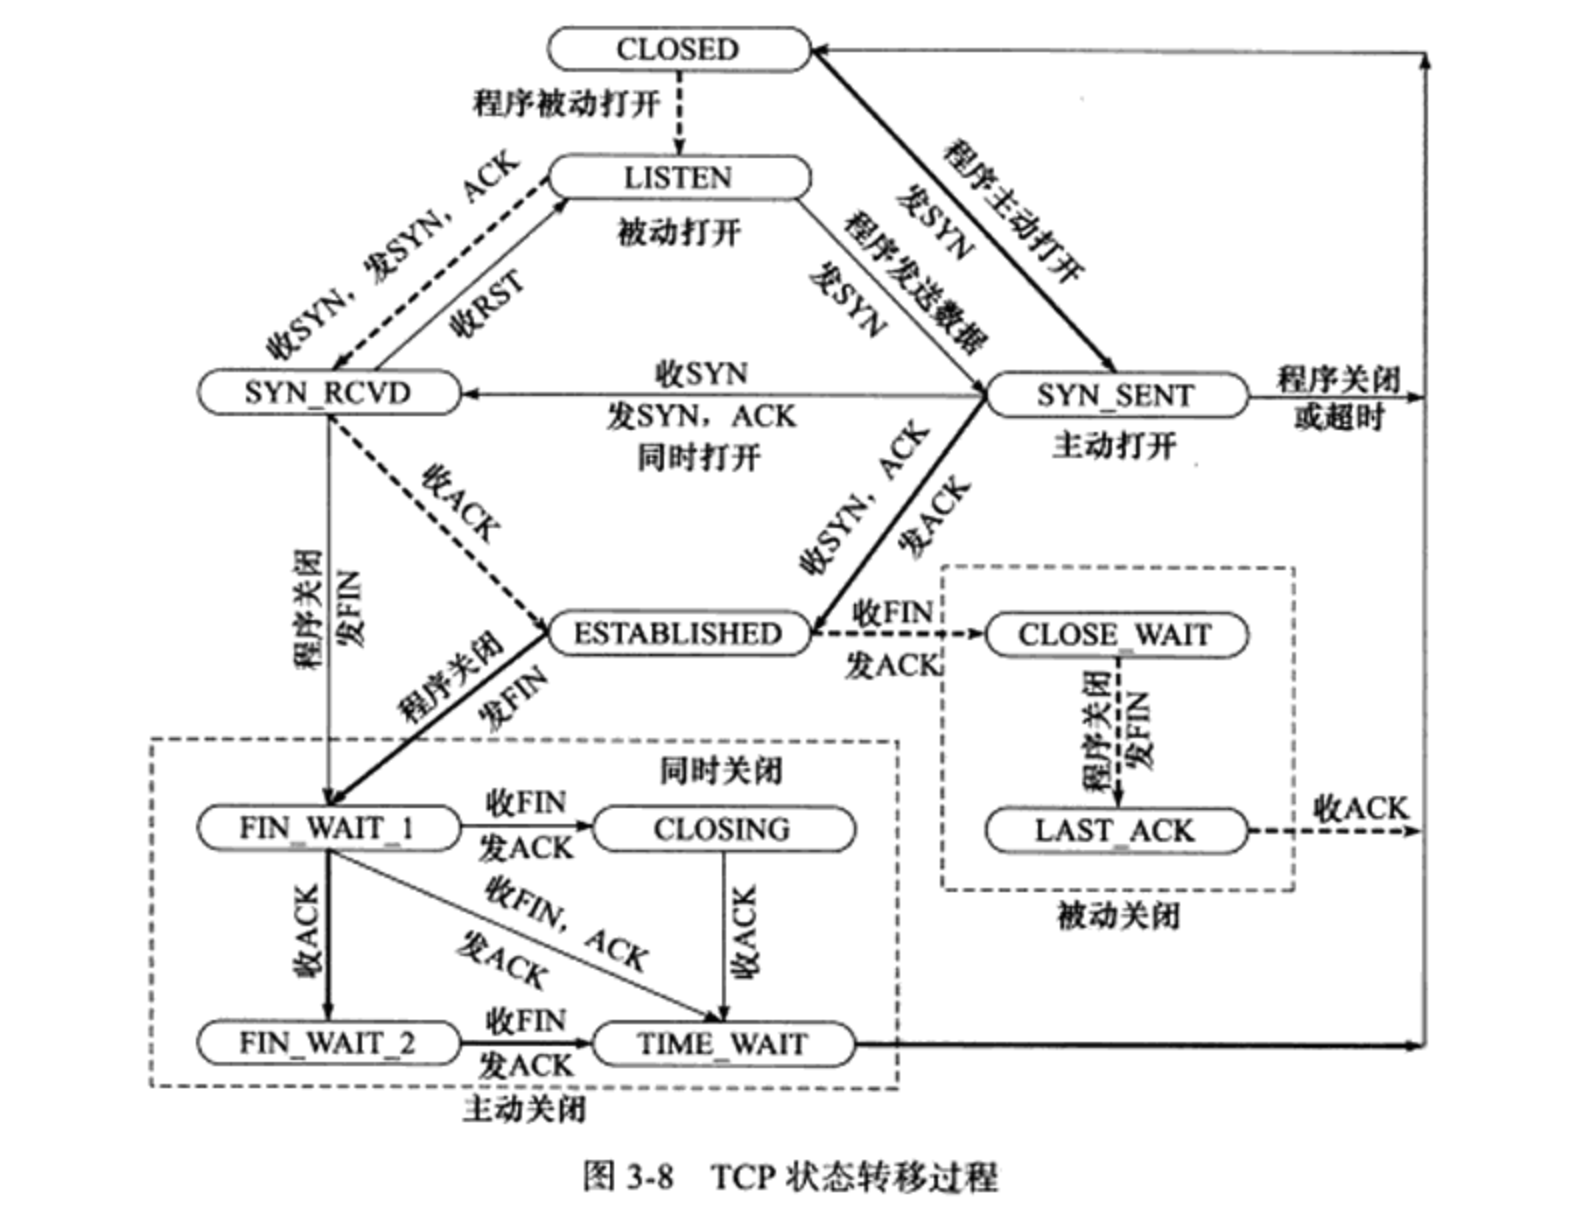 CLOSED
程序被动打开
LISTEN
被动打开
收SYN，发SYN，ACK
收RST
程序发送数据
发SYN
程序主动打开
发SYN
SYN_RCVD
收SYN
发SYN，ACK
同时打开
SYN_SENT
主动打开
程序关闭
或超时
收ACK
收SYN，ACK
发ACK
程序关闭
发FIN
ESTABLISHED
收FIN
发ACK
CLOSE_WAIT
程序关闭
发FIN
程序关闭
发FIN
LAST_ACK
收ACK
被动关闭
同时关闭
FIN_WAIT_1
收FIN
发ACK
CLOSING
收ACK
收FIN，ACK
发ACK
收ACK
FIN_WAIT_2
收FIN
发ACK
TIME_WAIT
主动关闭
图 3-8 TCP 状态转移过程